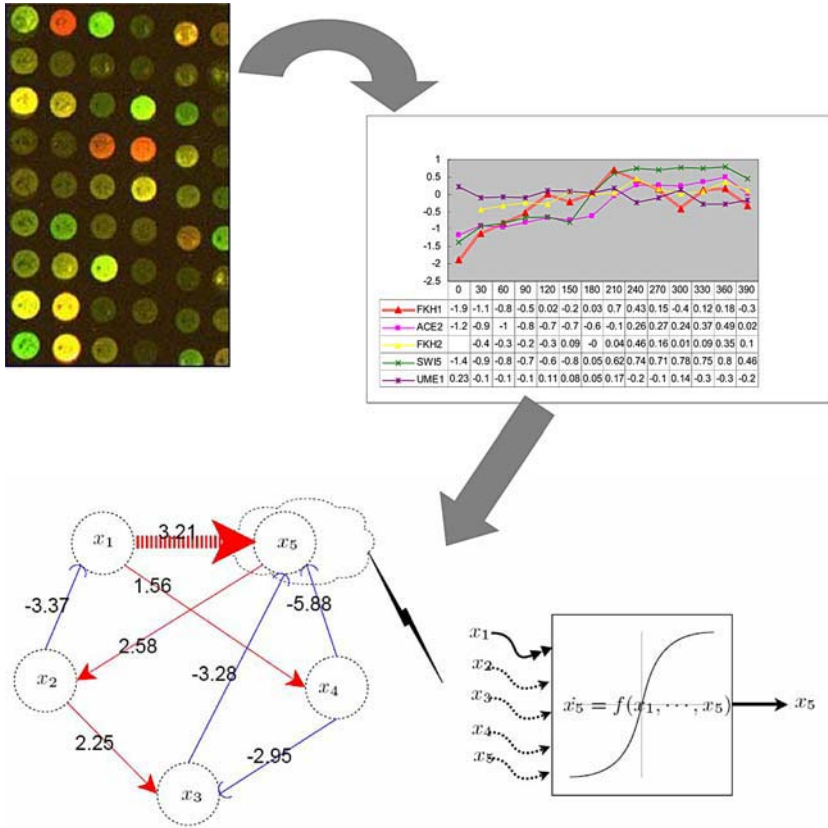 1
0.5
0
-0.5
-1
-1.5
-2
-2.5
0 30 60 90 120 150 180 210 240 270 300 330 360 390
FKH1 -1.9 -1.1 -0.8 -0.5 0.02 -0.2 0.03 0.7 0.43 0.15 -0.4 0.12 0.18 -0.3
ACE2 -1.2 -0.9 -1 -0.8 -0.7 -0.7 -0.6 -0.1 0.26 0.27 0.24 0.37 0.49 0.02
FKH2 -0.4 -0.3 -0.2 -0.3 0.09 -0 0.04 0.46 0.16 0.01 0.09 0.35 0.1
SWI5 -1.4 -0.9 -0.8 -0.7 -0.6 -0.8 0.05 0.62 0.74 0.71 0.78 0.75 0.8 0.46
UME1 0.23 -0.1 -0.1 -0.1 0.11 0.08 0.05 0.17 -0.2 -0.1 0.14 -0.3 -0.3 -0.2
x₁ 3.21 x₅
1.56
-3.37 -5.88
2.58
-3.28
x₂ x₄
2.25
-2.95
x₃
x₁
x₂
x₃
x₄
x₅
ẋ₅ = f(x₁, ⋯, x₅)
x₅